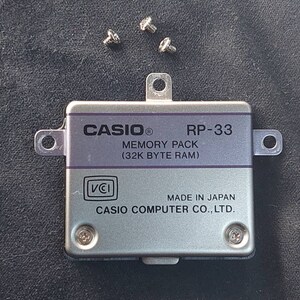 CASIO® RP-33
MEMORY PACK
(32K BYTE RAM)
VCI
MADE IN JAPAN
CASIO COMPUTER CO., LTD.